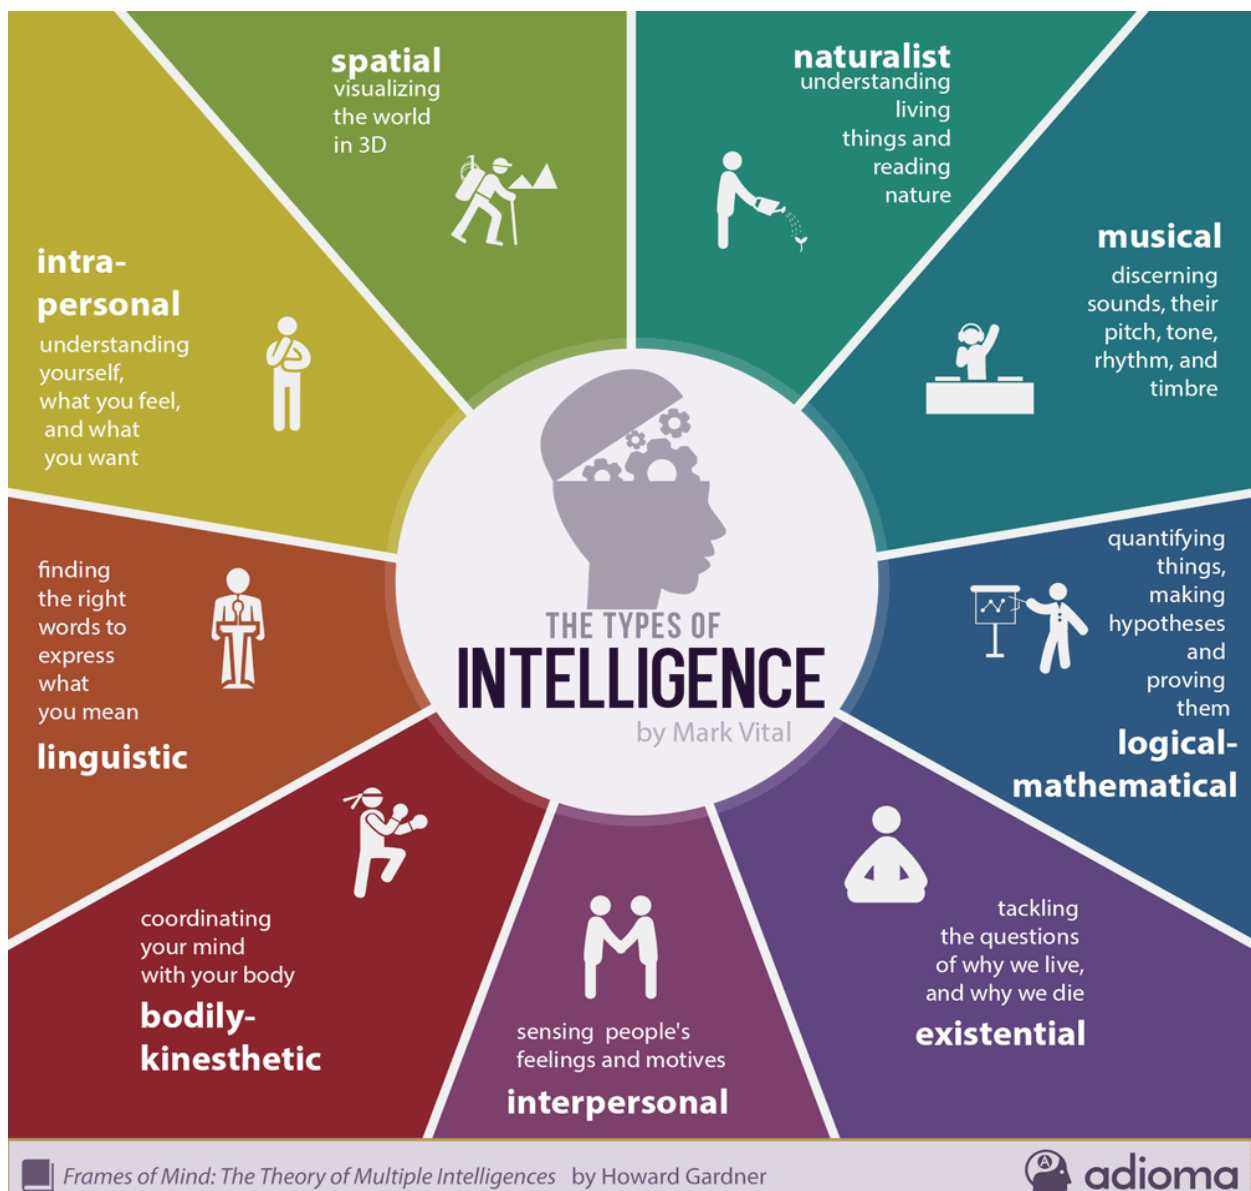 spatial
visualizing
the world
in 3D
naturalist
understanding
living
things and
reading
nature
musical
discerning
sounds, their
pitch, tone,
rhythm, and
timbre
intra-
personal
understanding
yourself,
what you feel,
and what
you want
quantifying
things,
making
hypotheses
and
proving
them
logical-
mathematical
finding
the right
words to
express
what
you mean
linguistic
THE TYPES OF
INTELLIGENCE
by Mark Vital
coordinating
your mind
with your body
bodily-
kinesthetic
sensing people's
feelings and motives
interpersonal
tackling
the questions
of why we live,
and why we die
existential
Frames of Mind: The Theory of Multiple Intelligences by Howard Gardner
A
adioma